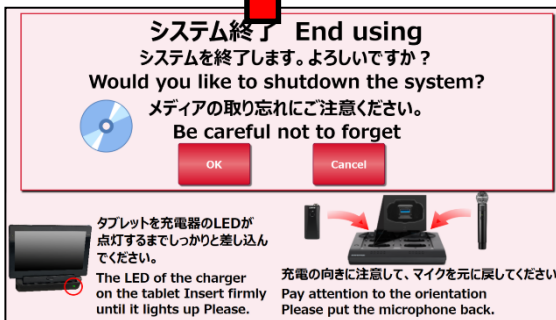 システム終了 End using
システムを終了します。よろしいですか？
Would you like to shutdown the system?
メディアの取り忘れにご注意ください。
Be careful not to forget
OK
Cancel
タブレットを充電器のLEDが
点灯するまでしっかりと差し込ん
でください。
The LED of the charger
on the tablet Insert firmly
until it lights up Please.
充電の向きに注意して、マイクを元に戻してください
Pay attention to the orientation
Please put the microphone back.